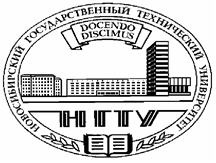 НОВОСИБИРСКИЙ ГОСУДАРСТВЕННЫЙ ТЕХНИЧЕСКИЙ УНИВЕРСИТЕТ
DOCENDO
DISCIMUS
НГТУ